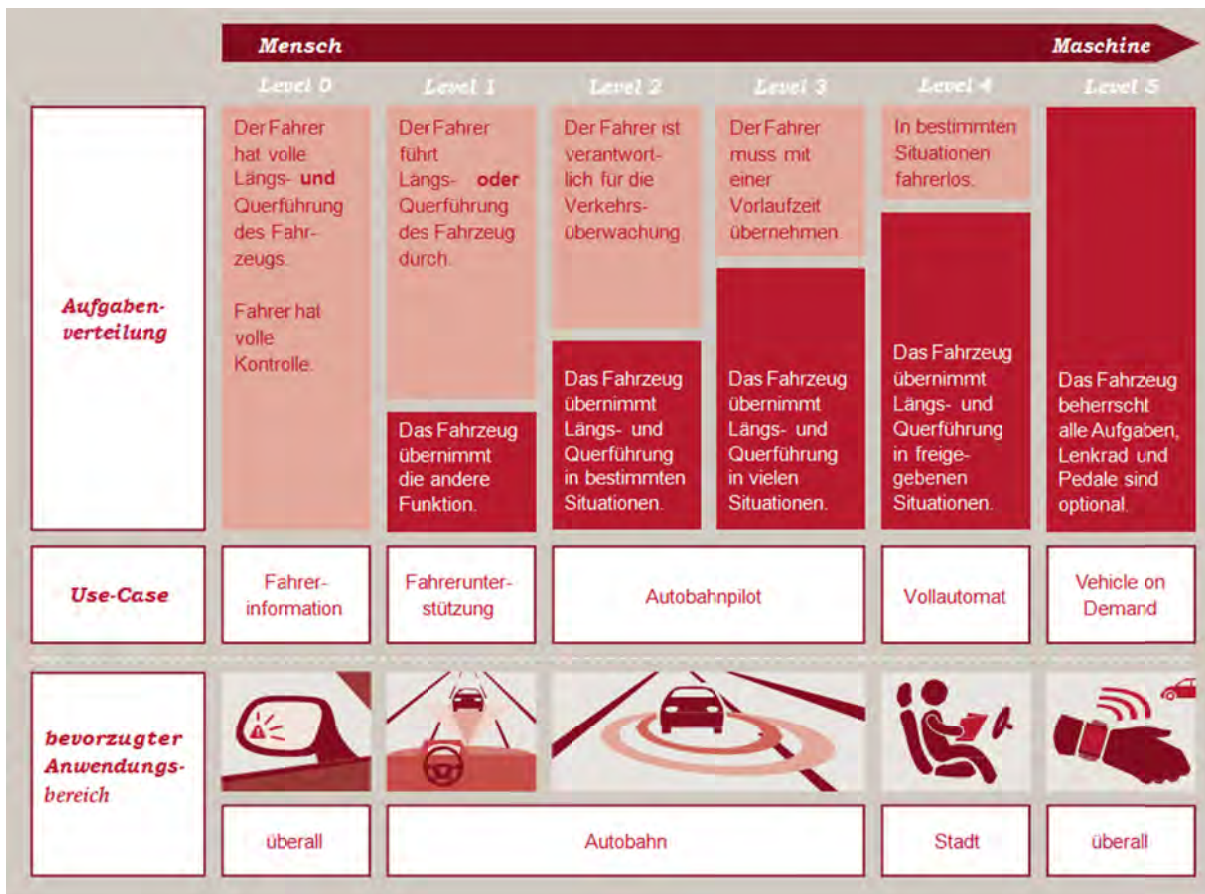 Mensch
Maschine
Level 0
Level 1
Level 2
Level 3
Level 4
Level 5
Aufgaben-
verteilung
Der Fahrer
hat volle
Längs- und
Querführung
des Fahr-
zeugs.
Fahrer hat
volle
Kontrolle.
Der Fahrer
führt
Längs- oder
Querführung
des Fahrzeug
durch.
Das Fahrzeug
übernimmt
die andere
Funktion.
Der Fahrer ist
verantwort-
lich für die
Verkehrs-
überwachung.
Das Fahrzeug
übernimmt
Längs- und
Querführung
in bestimmten
Situationen.
Der Fahrer
muss mit
einer
Vorlaufzeit
übernehmen.
Das Fahrzeug
übernimmt
Längs- und
Querführung
in vielen
Situationen.
In bestimmten
Situationen
fahrerlos.
Das Fahrzeug
übernimmt
Längs- und
Querführung
in freige-
gebenen
Situationen.
Das Fahrzeug
beherrscht
alle Aufgaben,
Lenkrad und
Pedale sind
optional.
Use-Case
Fahrer-
information
Fahrerunter-
stützung
Autobahnpilot
Vollautomat
Vehicle on
Demand
bevorzugter
Anwendungs-
bereich
überall
Autobahn
Stadt
überall